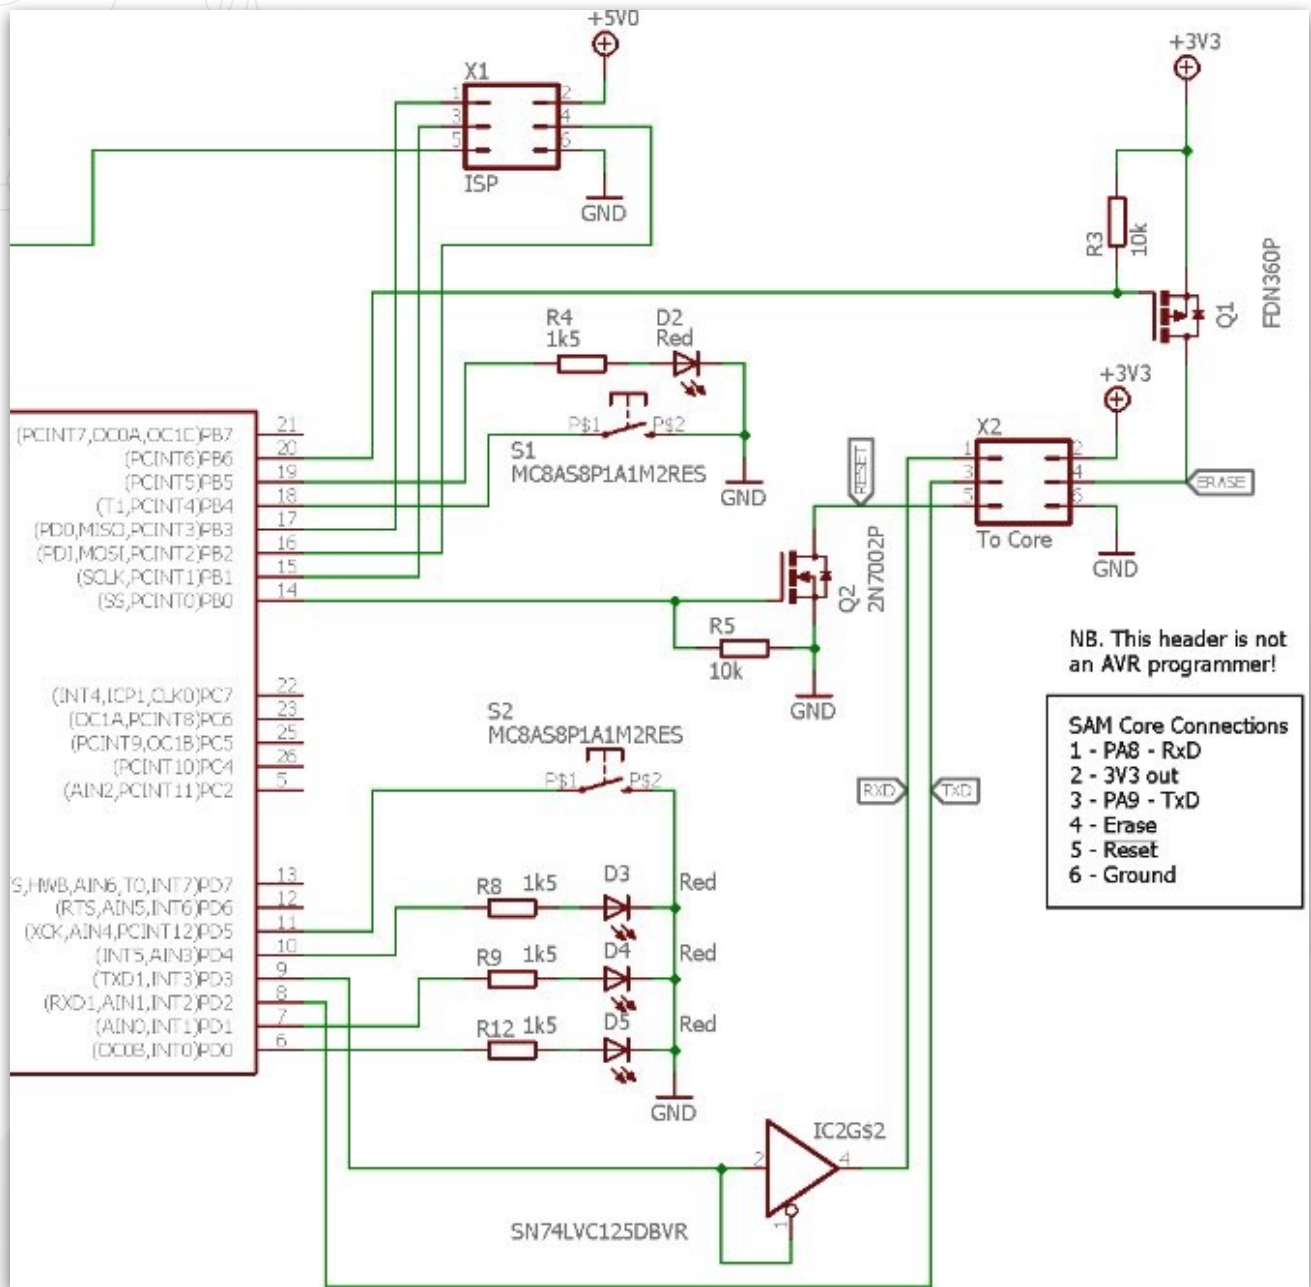 +5V0
X1
1
2
3
4
5
6
ISP
GND
+3V3
R3
10k
Q1
FDN360P
R4
1k5
D2
Red
P$1
P$2
S1
MC8AS8P1A1M2RES
GND
+3V3
X2
1
2
3
4
5
6
To Core
RESET
ERASE
GND
Q2
2N7002P
R5
10k
GND
(PCINT7,OC0A,OC1C)PB7
21
(PCINT6)PB6
20
(PCINT5)PB5
19
(T1,PCINT4)PB4
18
(PDO,MISO,PCINT3)PB3
17
(PDI,MOSI,PCINT2)PB2
16
(SCLK,PCINT1)PB1
15
(SS,PCINT0)PB0
14
(INT4,ICP1,CLK0)PC7
22
(OC1A,PCINT8)PC6
23
(PCINT9,OC1B)PC5
25
(PCINT10)PC4
26
(AIN2,PCINT11)PC2
5
S,HWB,AIN6,T0,INT7)PD7
13
(RTS,AIN5,INT6)PD6
12
(XCK,AIN4,PCINT12)PD5
11
(INT5,AIN3)PD4
10
(TXD1,INT3)PD3
9
(RXD1,AIN1,INT2)PD2
8
(AIN0,INT1)PD1
7
(OC0B,INT0)PD0
6
NB. This header is not
an AVR programmer!
SAM Core Connections
1 - PA8 - RxD
2 - 3V3 out
3 - PA9 - TxD
4 - Erase
5 - Reset
6 - Ground
S2
MC8AS8P1A1M2RES
P$1
P$2
RXD
TXD
R8 1k5
D3
Red
R9 1k5
D4
Red
R12 1k5
D5
Red
GND
IC2G$2
2
4
1
SN74LVC125DBVR